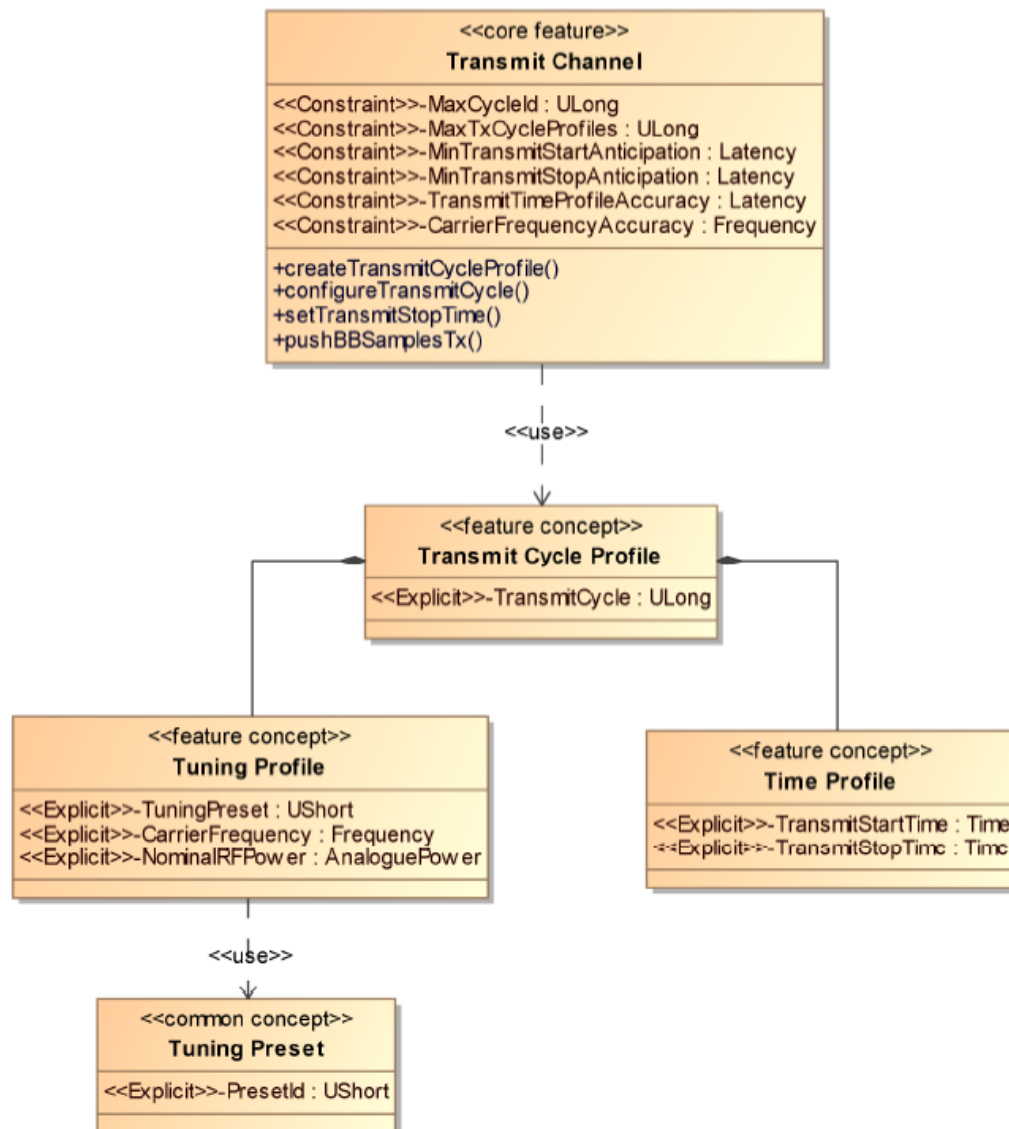 <<core feature>>
Transmit Channel
<<Constraint>>-MaxCycleId : ULong
<<Constraint>>-MaxTxCycleProfiles : ULong
<<Constraint>>-MinTransmitStartAnticipation : Latency
<<Constraint>>-MinTransmitStopAnticipation : Latency
<<Constraint>>-TransmitTimeProfileAccuracy : Latency
<<Constraint>>-CarrierFrequencyAccuracy : Frequency
+createTransmitCycleProfile()
+configureTransmitCycle()
+setTransmitStopTime()
+pushBBSamplesTx()
<<use>>
<<feature concept>>
Transmit Cycle Profile
<<Explicit>>-TransmitCycle : ULong
<<feature concept>>
Tuning Profile
<<Explicit>>-TuningPreset : UShort
<<Explicit>>-CarrierFrequency : Frequency
<<Explicit>>-NominalRFPower : AnaloguePower
<<feature concept>>
Time Profile
<<Explicit>>-TransmitStartTime : Time
<<Explicit>>-TransmitStopTime : Time
<<use>>
<<common concept>>
Tuning Preset
<<Explicit>>-PresetId : UShort